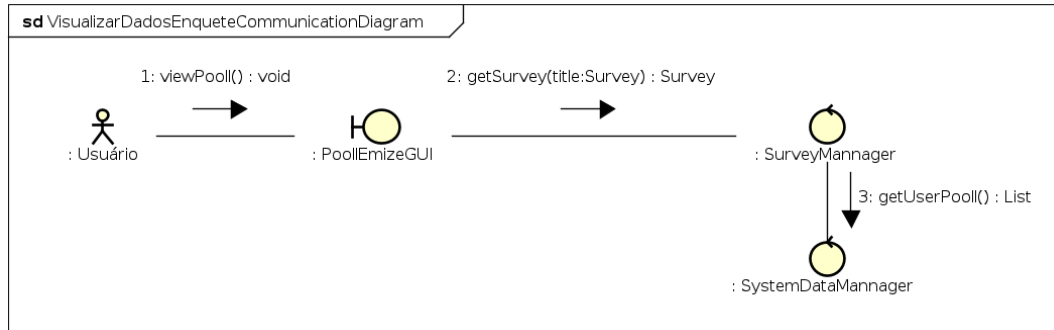 sd VisualizarDadosEnqueteCommunicationDiagram
1: viewPooll() : void
2: getSurvey(title:Survey) : Survey
: Usuário
: PoollEmizeGUI
: SurveyMannager
3: getUserPooll() : List
: SystemDataMannager